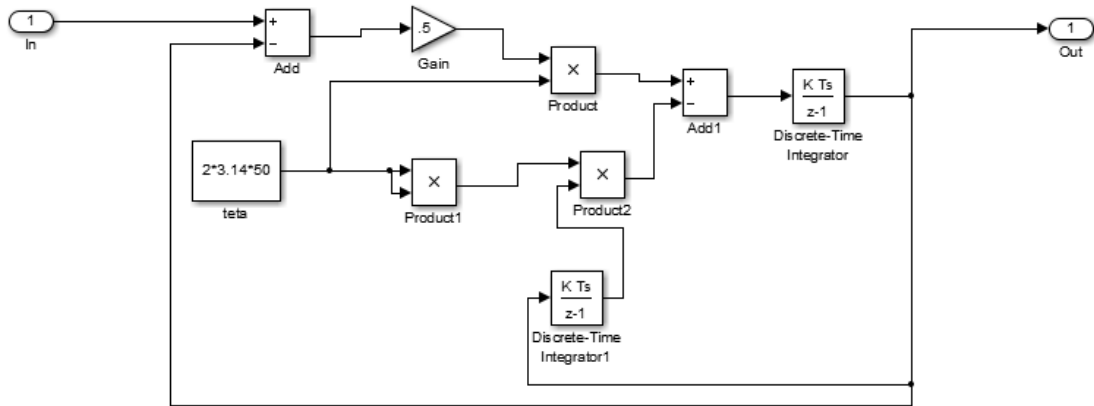 1
In
+
−
Add
.5
Gain
×
Product
+
−
Add1
K Ts
z-1
Discrete-Time
Integrator
1
Out
2*3.14*50
teta
×
Product1
×
Product2
K Ts
z-1
Discrete-Time
Integrator1